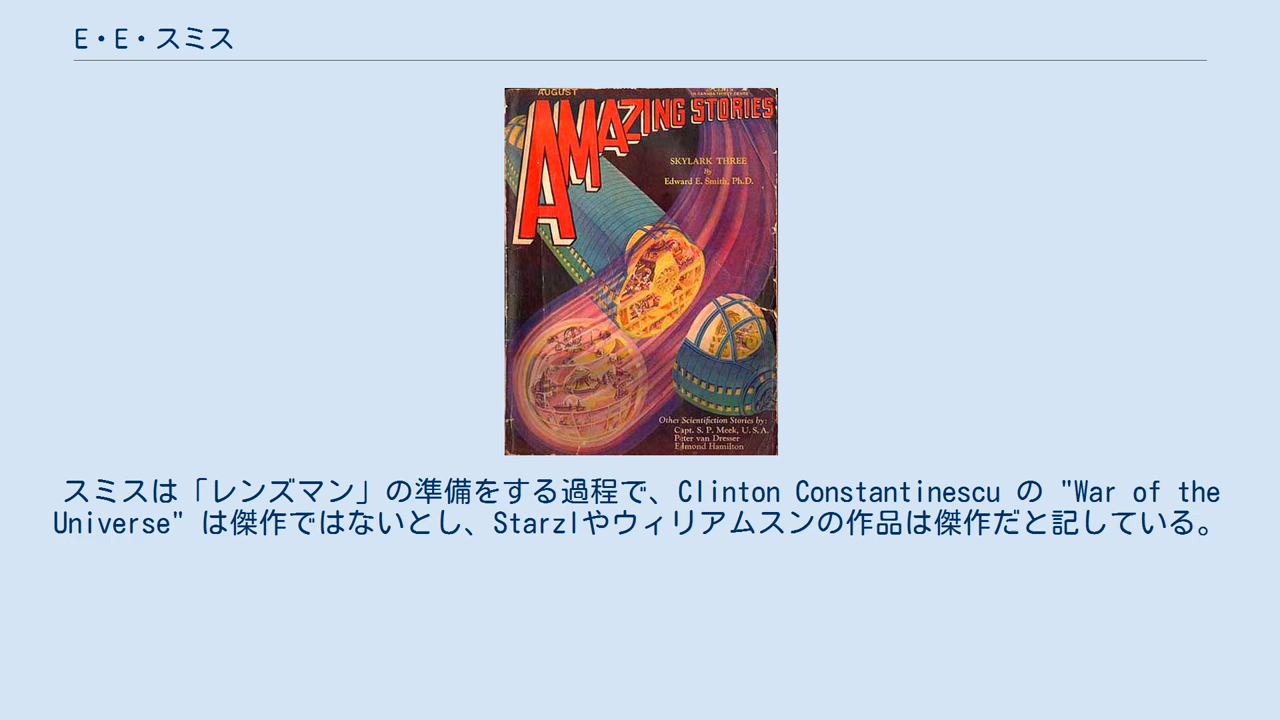 E・E・スミス
AUGUST
AMAZING STORIES
SKYLARK THREE
By
Edward E. Smith, Ph.D.
Other Scientifiction Stories by:
Capt. S. P. Meek, U.S.A.
Peter van Dresser
Edmond Hamilton
スミスは「レンズマン」の準備をする過程で、Clinton Constantinescu の "War of the
Universe" は傑作ではないとし、Starzlやウィリアムスンの作品は傑作だと記している。